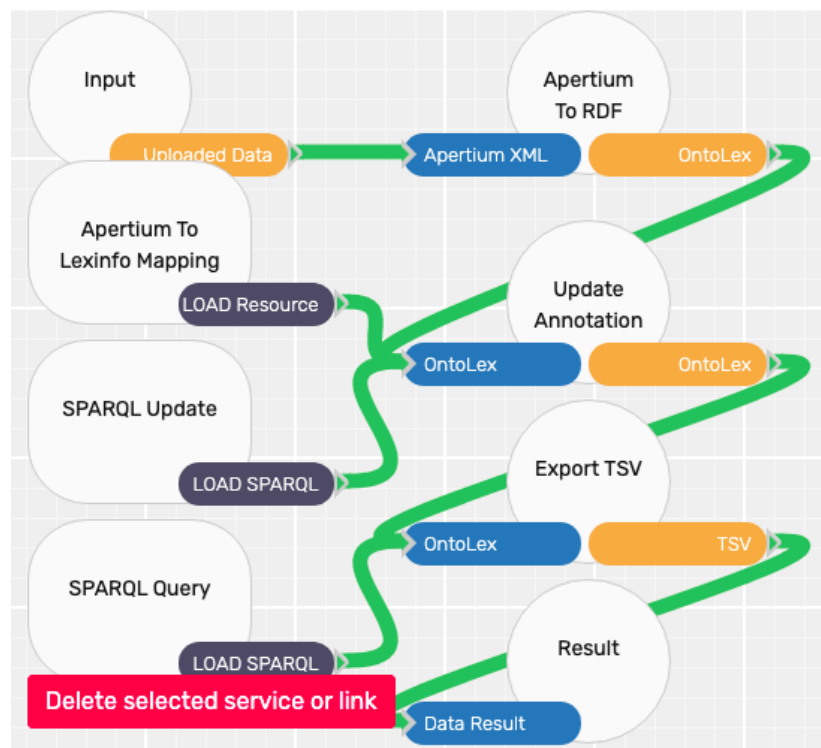 Input
Uploaded Data
Apertium
To RDF
Apertium XML
OntoLex
Apertium To
Lexinfo Mapping
LOAD Resource
Update
Annotation
OntoLex
OntoLex
SPARQL Update
LOAD SPARQL
Export TSV
OntoLex
TSV
SPARQL Query
LOAD SPARQL
Result
Data Result
Delete selected service or link